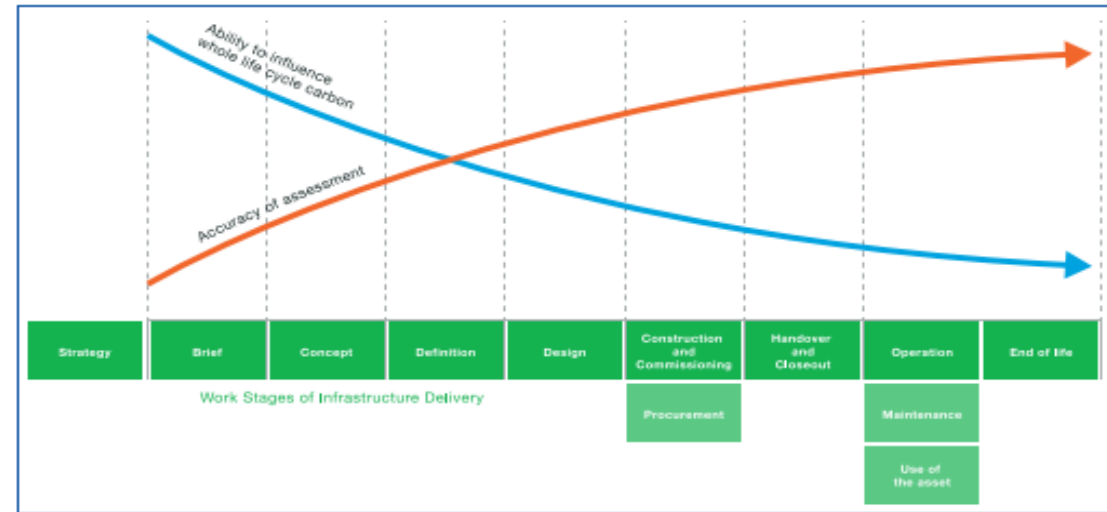 Ability to influence
whole life cycle carbon
Accuracy of assessment
Strategy
Brief
Concept
Definition
Design
Construction
and
Commissioning
Handover
and
Closeout
Operation
End of life
Work Stages of Infrastructure Delivery
Procurement
Maintenance
Use of
the asset